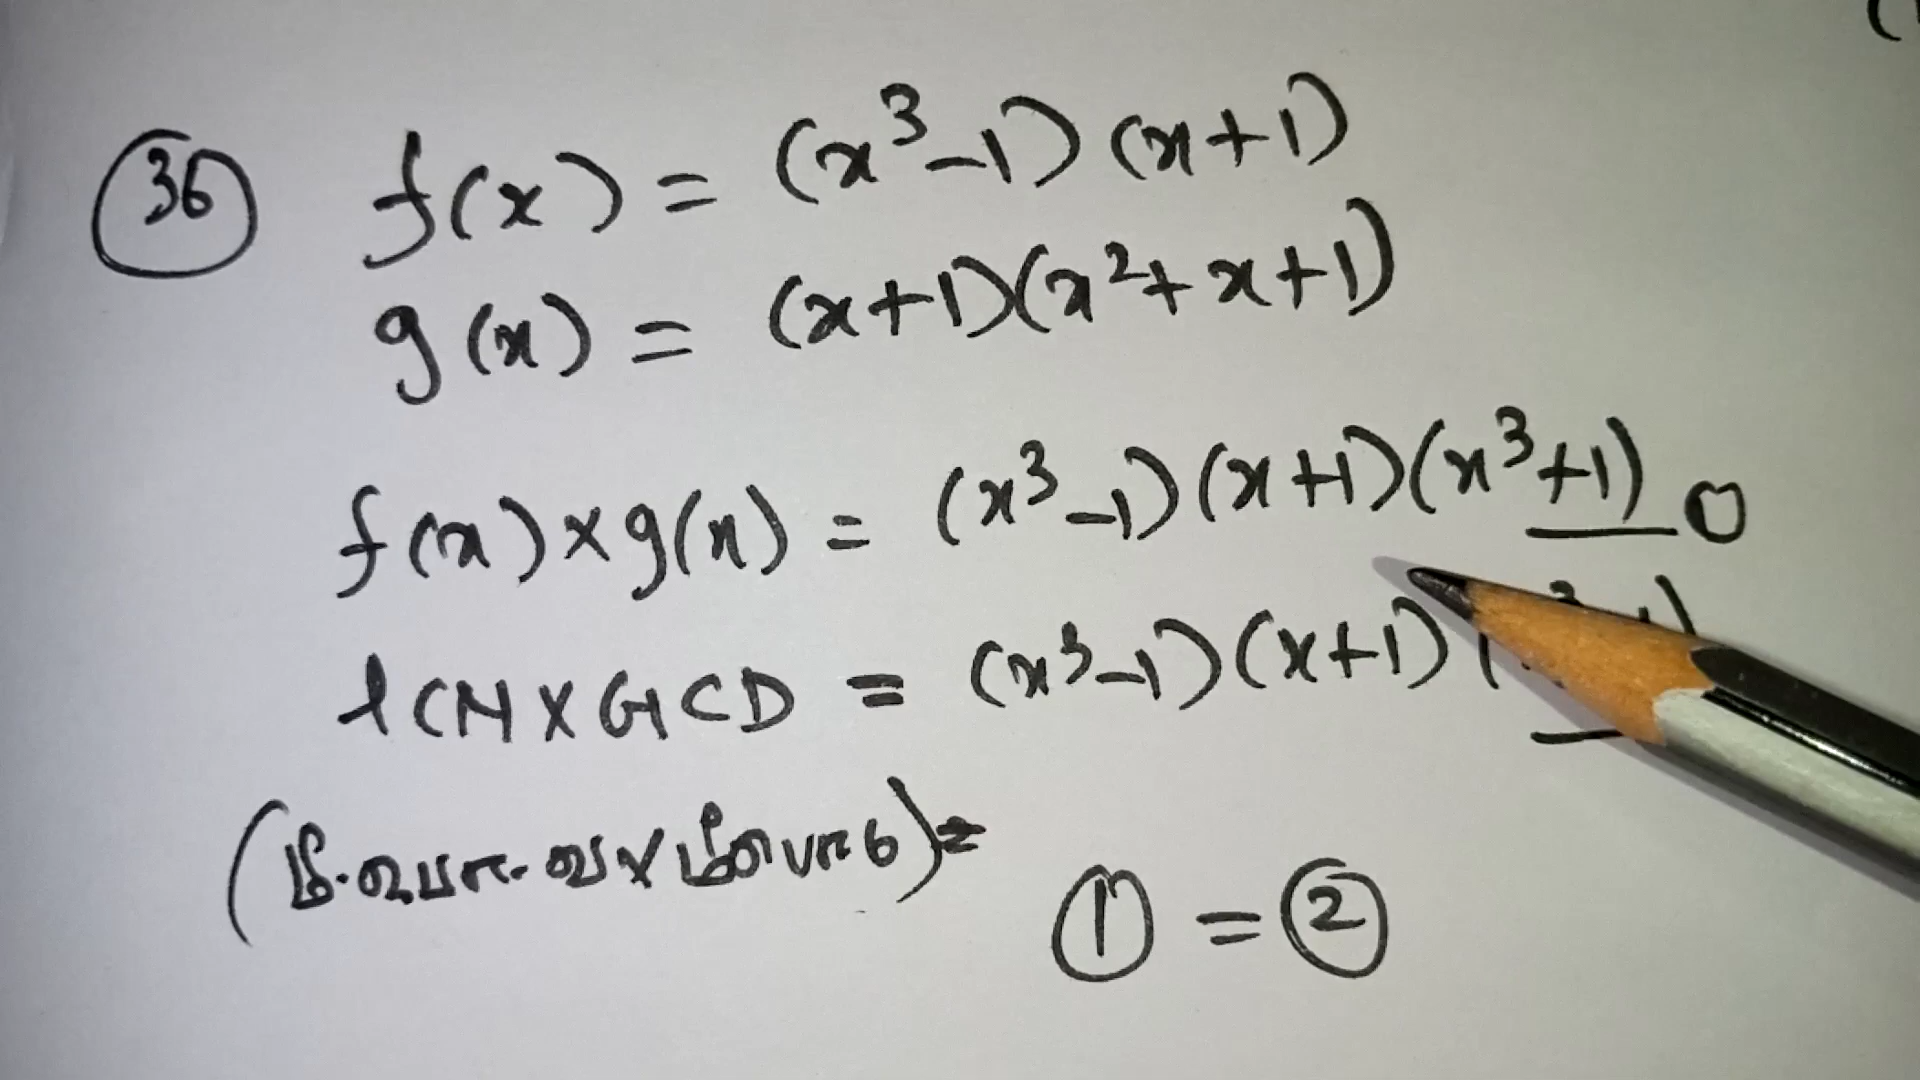 36 f(x) = (x³-1)(x+1)
g(x) = (x+1)(x²+x+1)
f(x)×g(x) = (x³-1)(x+1)(x³+1)
LCM × GCD = (x³-1)(x+1)(
(மீ.பொ.வ ×
① = ②